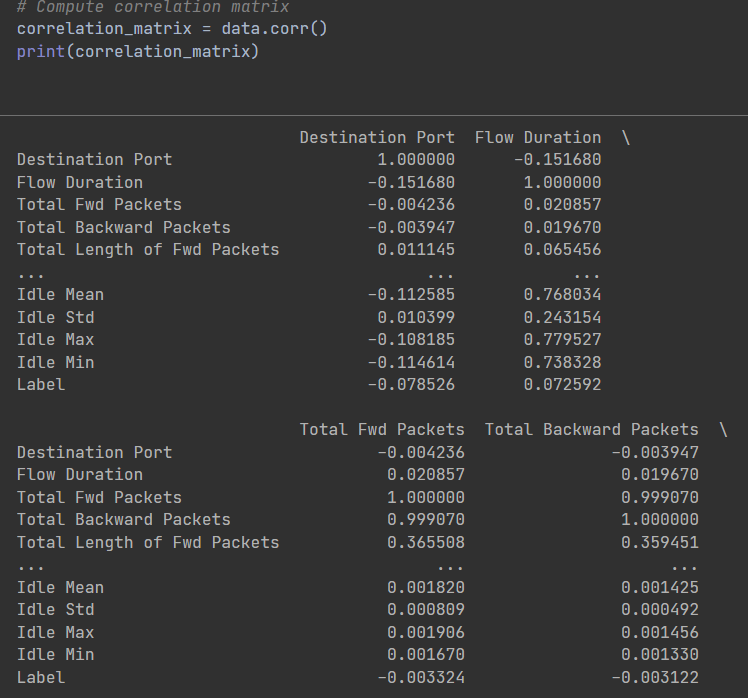 # Compute correlation matrix
correlation_matrix = data.corr()
print(correlation_matrix)
Destination Port  Flow Duration  \
Destination Port  1.000000  -0.151680
Flow Duration  -0.151680  1.000000
Total Fwd Packets  -0.004236  0.020857
Total Backward Packets  -0.003947  0.019670
Total Length of Fwd Packets  0.011145  0.065456
...  ...  ...
Idle Mean  -0.112585  0.768034
Idle Std  0.010399  0.243154
Idle Max  -0.108185  0.779527
Idle Min  -0.114614  0.738328
Label  -0.078526  0.072592
Total Fwd Packets  Total Backward Packets  \
Destination Port  -0.004236  -0.003947
Flow Duration  0.020857  0.019670
Total Fwd Packets  1.000000  0.999070
Total Backward Packets  0.999070  1.000000
Total Length of Fwd Packets  0.365508  0.359451
...  ...  ...
Idle Mean  0.001820  0.001425
Idle Std  0.000809  0.000492
Idle Max  0.001906  0.001456
Idle Min  0.001670  0.001330
Label  -0.003324  -0.003122